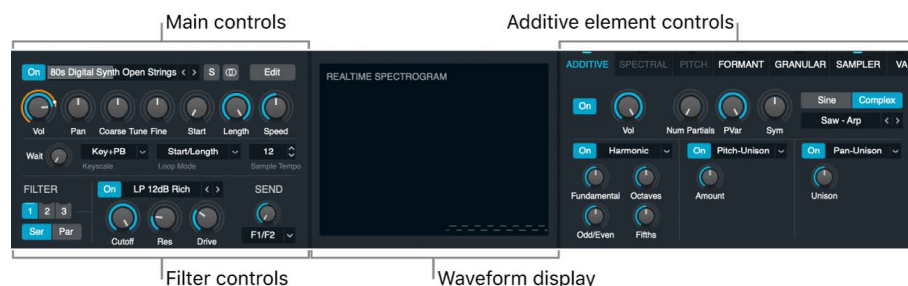 Main controls
Additive element controls
On 80s Digital Synth Open Strings < > S Edit
Vol Pan Coarse Tune Fine Start Length Speed
Wait Key+PB Start/Length 12
Keyscale Loop Mode Sample Tempo
FILTER On LP 12dB Rich < > SEND
1 2 3
Ser Par
Cutoff Res Drive F1/F2
REALTIME SPECTROGRAM
ADDITIVE SPECTRAL PITCH FORMANT GRANULAR SAMPLER VA
On Sine Complex
Saw - Arp < >
Vol Num Partials PVar Sym
On Harmonic On Pitch-Unison On Pan-Unison
Fundamental Octaves Amount Unison
Odd/Even Fifths
Filter controls
Waveform display